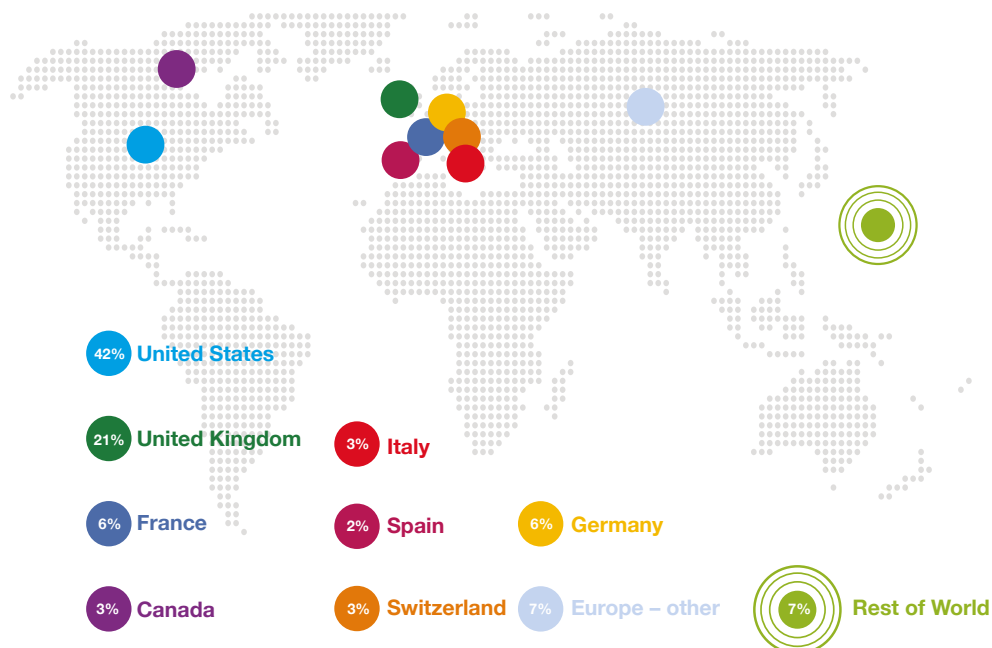 42% United States
21% United Kingdom
6% France
3% Canada
3% Italy
2% Spain
3% Switzerland
6% Germany
7% Europe – other
7% Rest of World